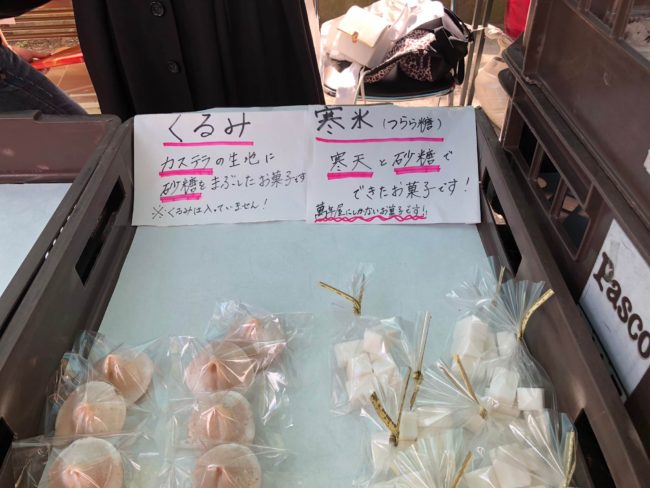 くるみ
カステラの生地に
砂糖をまぶしたお菓子です
※くるみは入っていません!
寒氷(つらら糖)
寒天と砂糖で
できたお菓子です!
萬年屋にしかないお菓子です!
Pasco